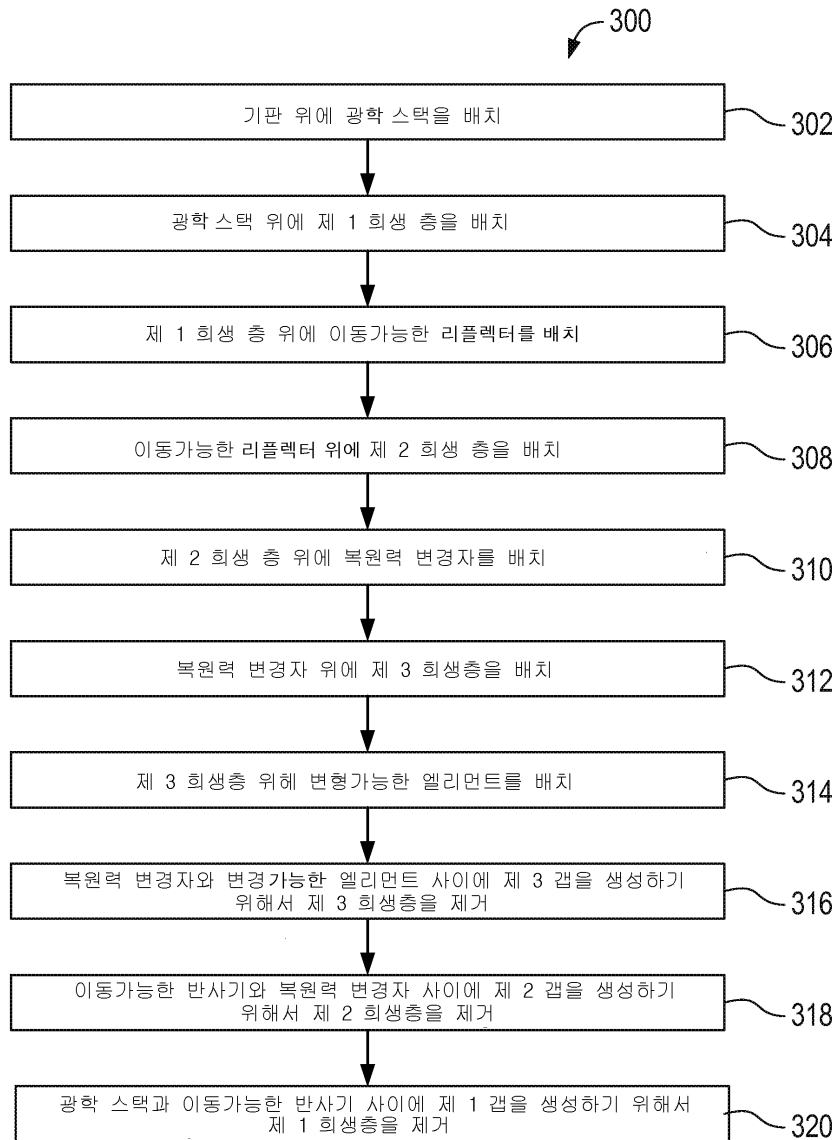 300
기판 위에 광학 스택을 배치
302
광학 스택 위에 제 1 희생 층을 배치
304
제 1 희생 층 위에 이동가능한 리플렉터를 배치
306
이동가능한 리플렉터 위에 제 2 희생 층을 배치
308
제 2 희생 층 위에 복원력 변경자를 배치
310
복원력 변경자 위에 제 3 희생층을 배치
312
제 3 희생층 위헤 변형가능한 엘리먼트를 배치
314
복원력 변경자와 변경가능한 엘리먼트 사이에 제 3 갭을 생성하기
위해서 제 3 희생층을 제거
316
이동가능한 반사기와 복원력 변경자 사이에 제 2 갭을 생성하기
위해서 제 2 희생층을 제거
318
광학 스택과 이동가능한 반사기 사이에 제 1 갭을 생성하기 위해서
제 1 희생층을 제거
320